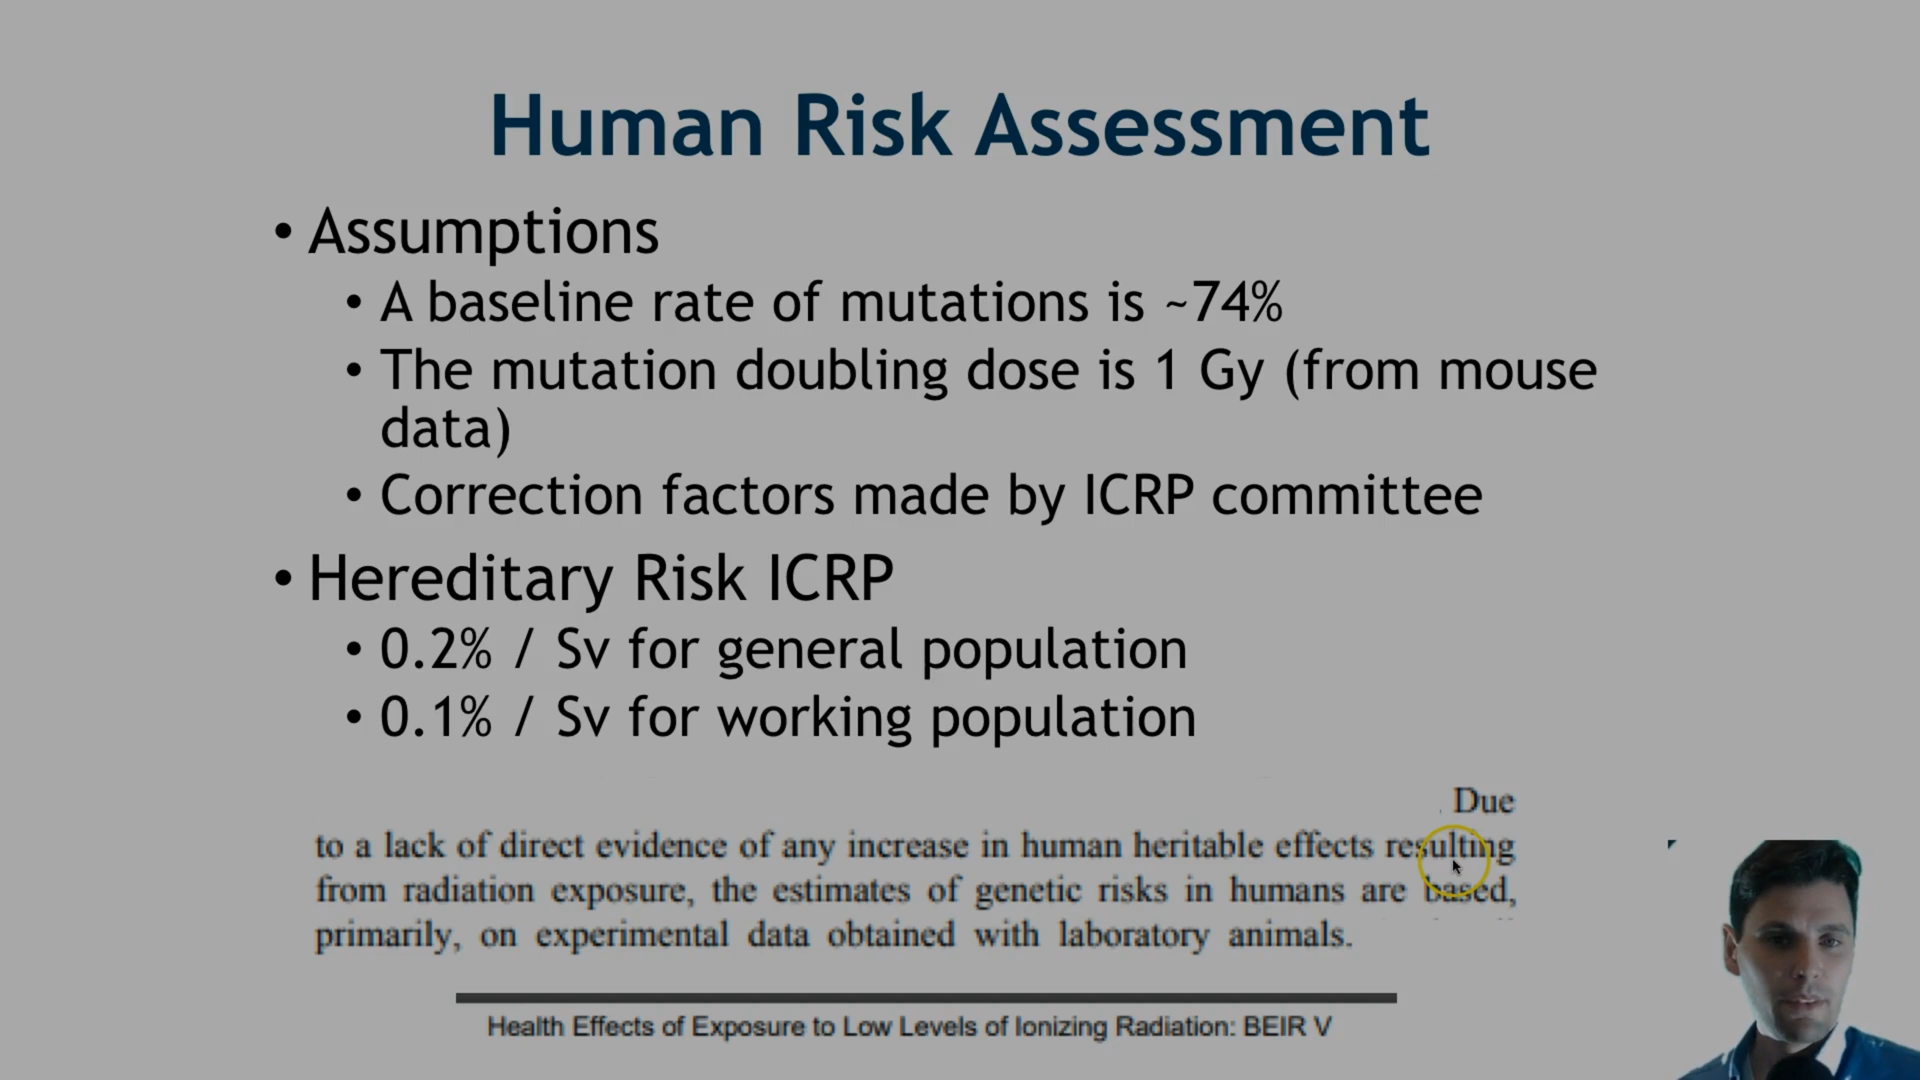 Human Risk Assessment
• Assumptions
• A baseline rate of mutations is ~74%
• The mutation doubling dose is 1 Gy (from mouse
data)
• Correction factors made by ICRP committee
• Hereditary Risk ICRP
• 0.2% / Sv for general population
• 0.1% / Sv for working population
Due
to a lack of direct evidence of any increase in human heritable effects resulting
from radiation exposure, the estimates of genetic risks in humans are based,
primarily, on experimental data obtained with laboratory animals.
Health Effects of Exposure to Low Levels of Ionizing Radiation: BEIR V